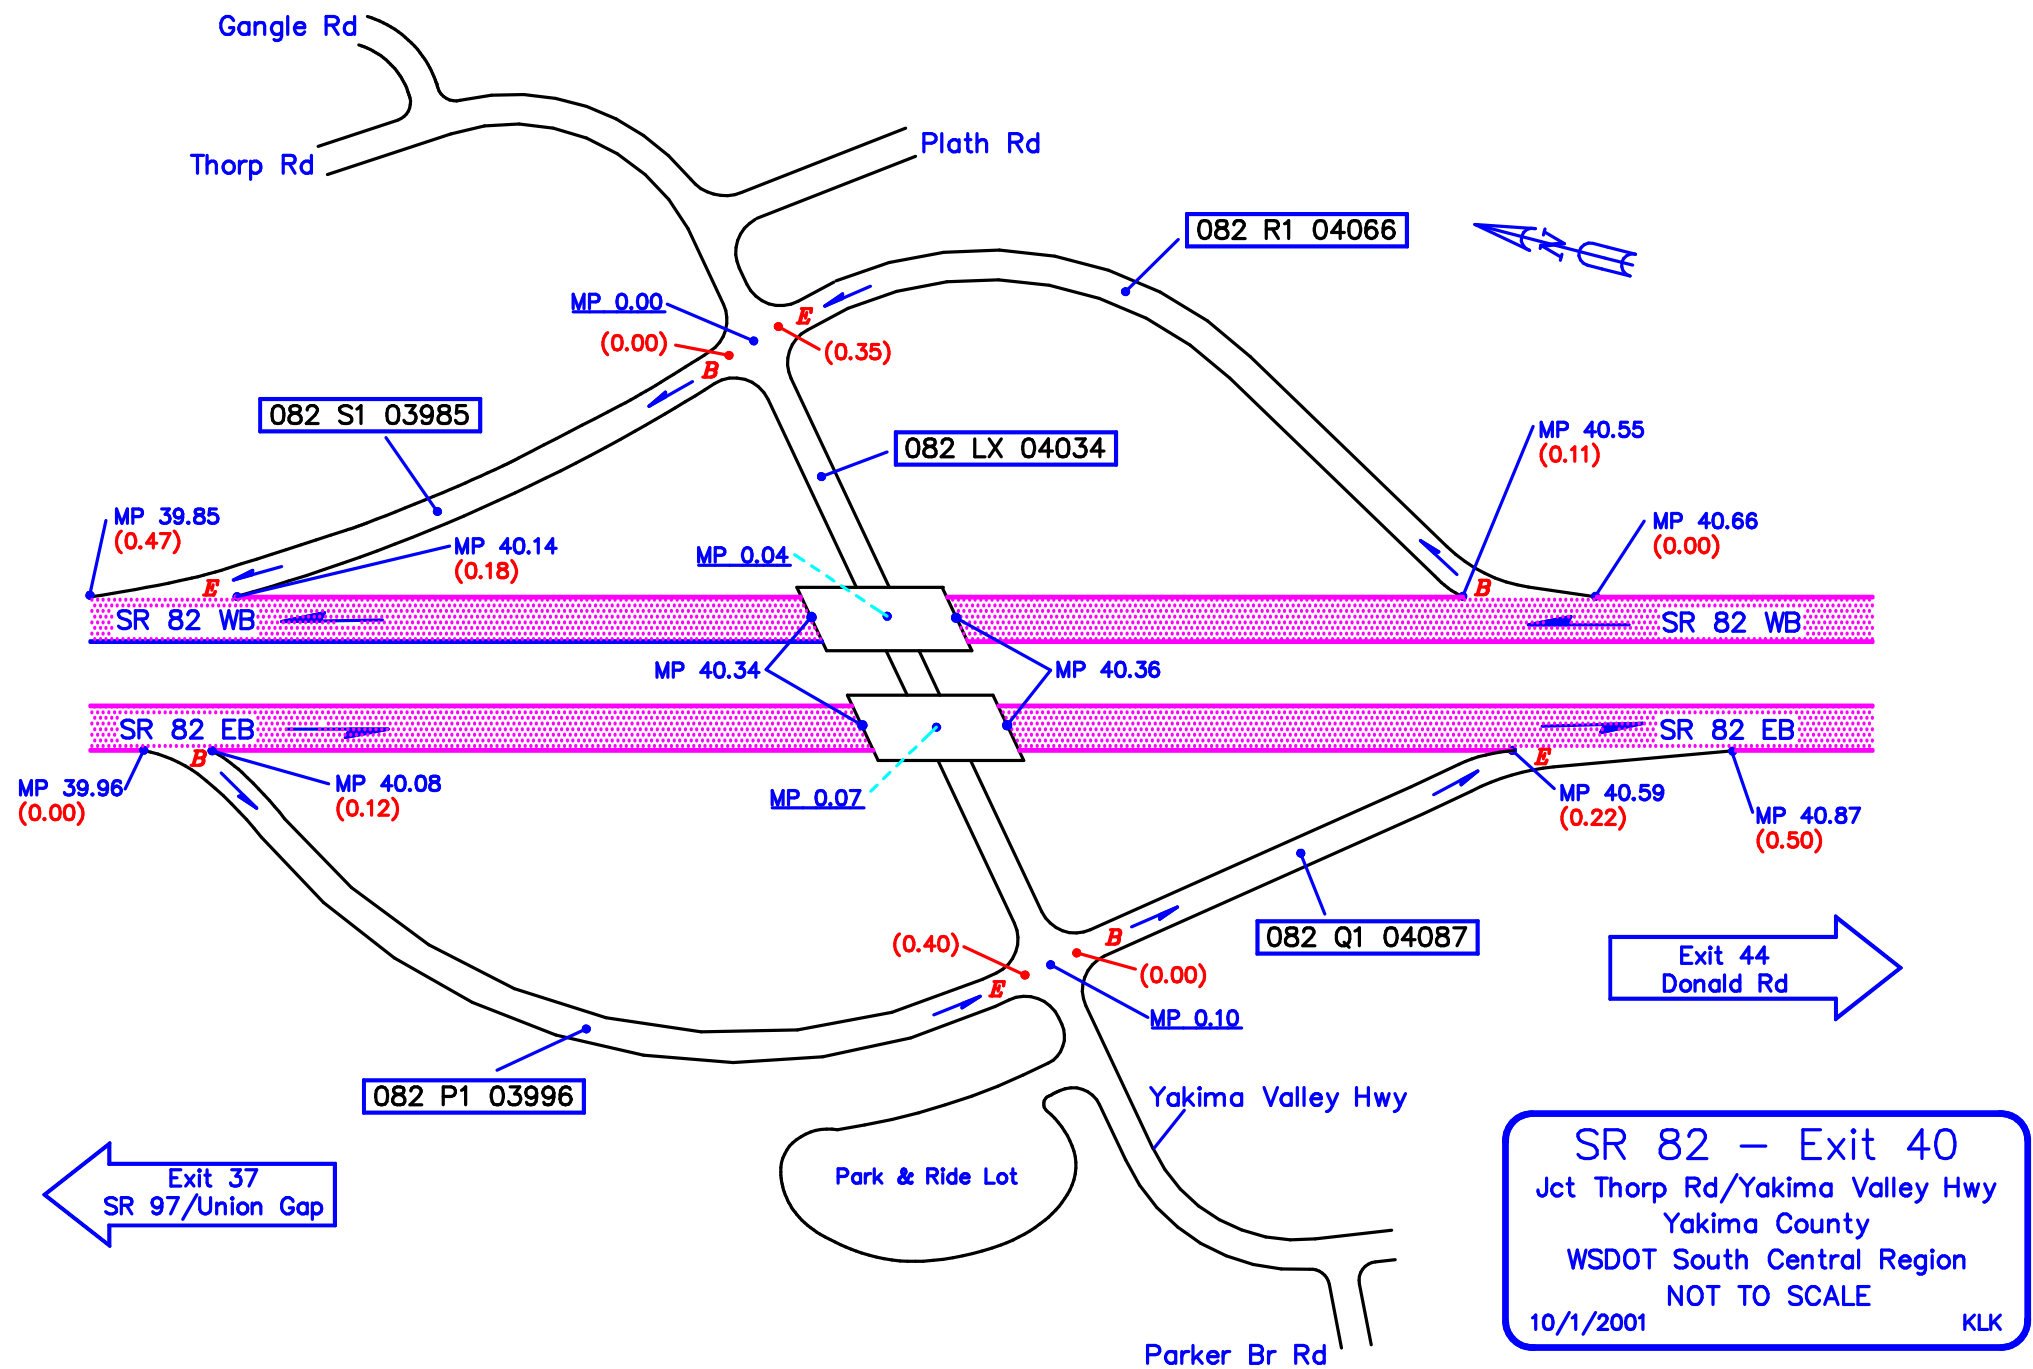 Gangle Rd
Thorp Rd
Plath Rd
082 R1 04066
N
MP 0.00
(0.00)
E
(0.35)
B
082 S1 03985
082 LX 04034
MP 40.55
(0.11)
MP 39.85
(0.47)
MP 40.14
(0.18)
MP 40.66
(0.00)
MP 0.04
E
B
SR 82 WB
SR 82 WB
MP 40.34
MP 40.36
SR 82 EB
SR 82 EB
B
E
MP 39.96
(0.00)
MP 40.08
(0.12)
MP 0.07
MP 40.59
(0.22)
MP 40.87
(0.50)
082 Q1 04087
B
(0.40)
(0.00)
E
MP 0.10
Exit 44
Donald Rd
082 P1 03996
Yakima Valley Hwy
Park & Ride Lot
Exit 37
SR 97/Union Gap
Parker Br Rd
SR 82 - Exit 40
Jct Thorp Rd/Yakima Valley Hwy
Yakima County
WSDOT South Central Region
NOT TO SCALE
10/1/2001 KLK